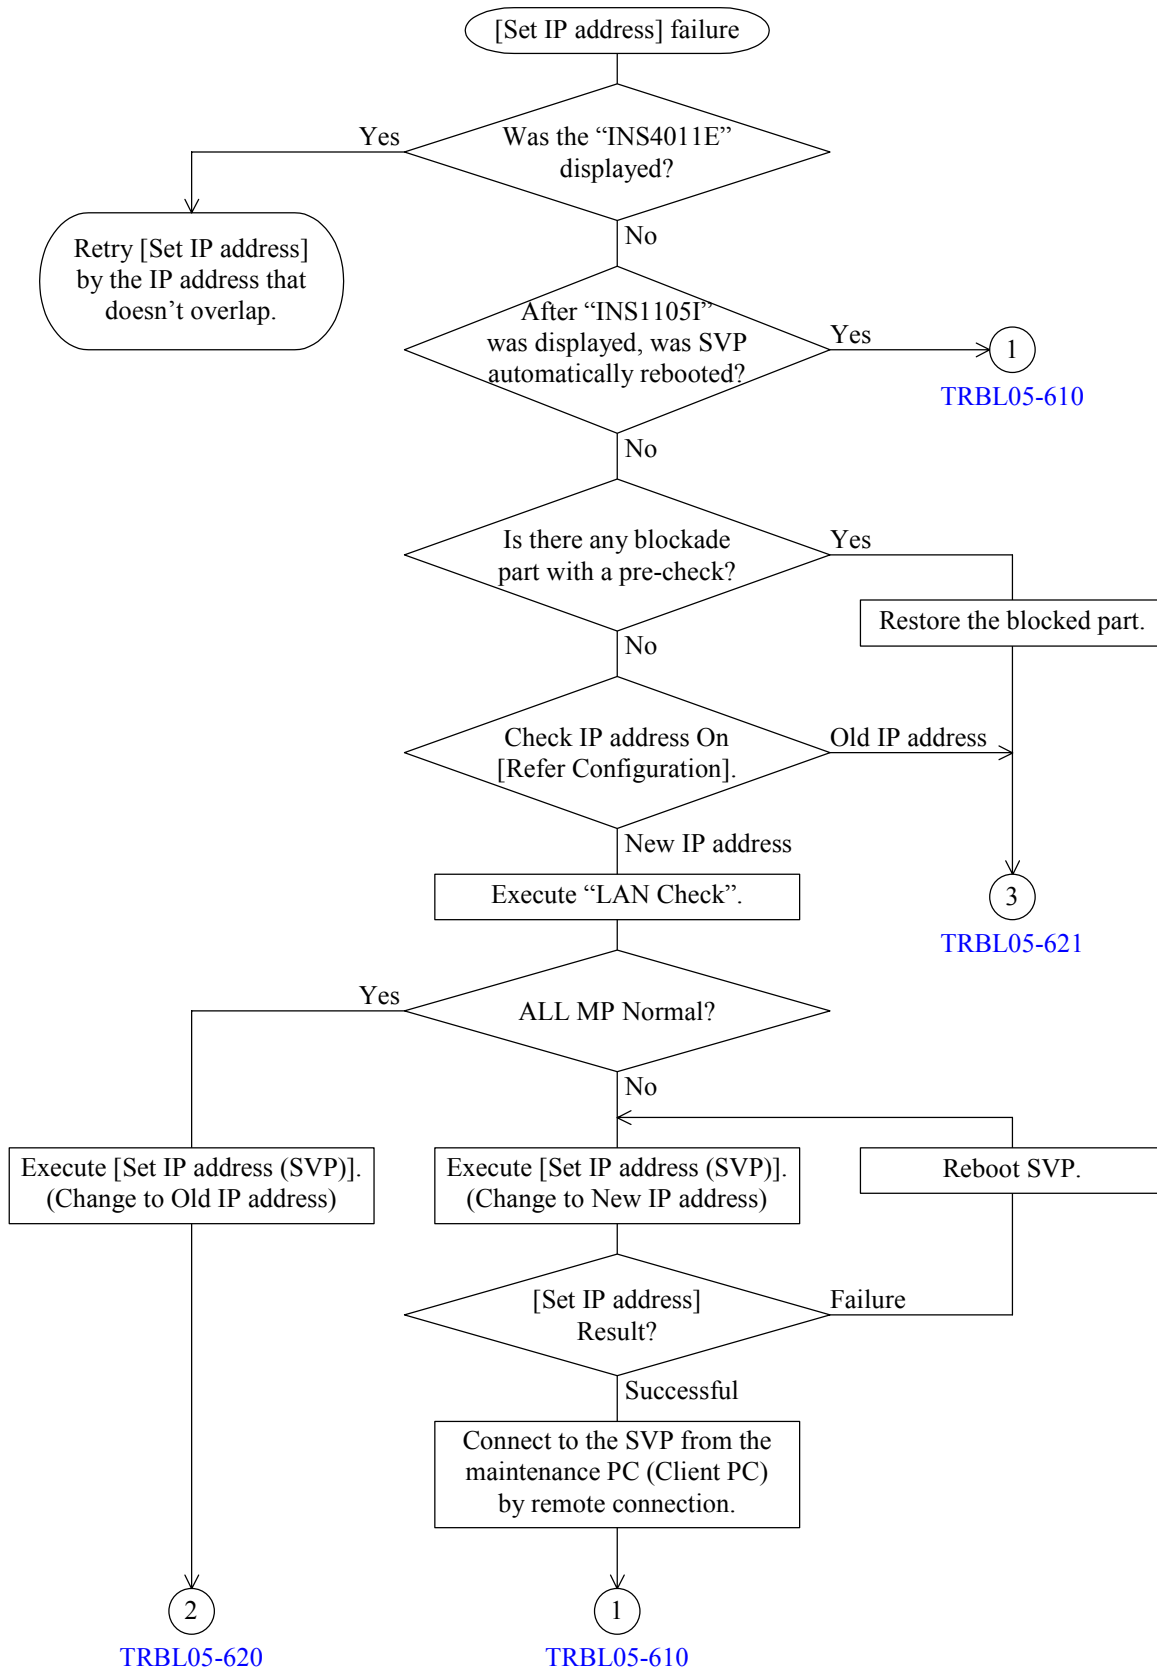 [Set IP address] failure
Was the “INS4011E”
displayed?
Yes
No
Retry [Set IP address]
by the IP address that
doesn’t overlap.
After “INS1105I”
was displayed, was SVP
automatically rebooted?
Yes
1
TRBL05-610
No
Is there any blockade
part with a pre-check?
Yes
Restore the blocked part.
No
Check IP address On
[Refer Configuration].
Old IP address
New IP address
3
TRBL05-621
Execute “LAN Check”.
ALL MP Normal?
Yes
No
Execute [Set IP address (SVP)].
(Change to Old IP address)
Execute [Set IP address (SVP)].
(Change to New IP address)
Reboot SVP.
[Set IP address]
Result?
Failure
Successful
Connect to the SVP from the
maintenance PC (Client PC)
by remote connection.
2
TRBL05-620
1
TRBL05-610